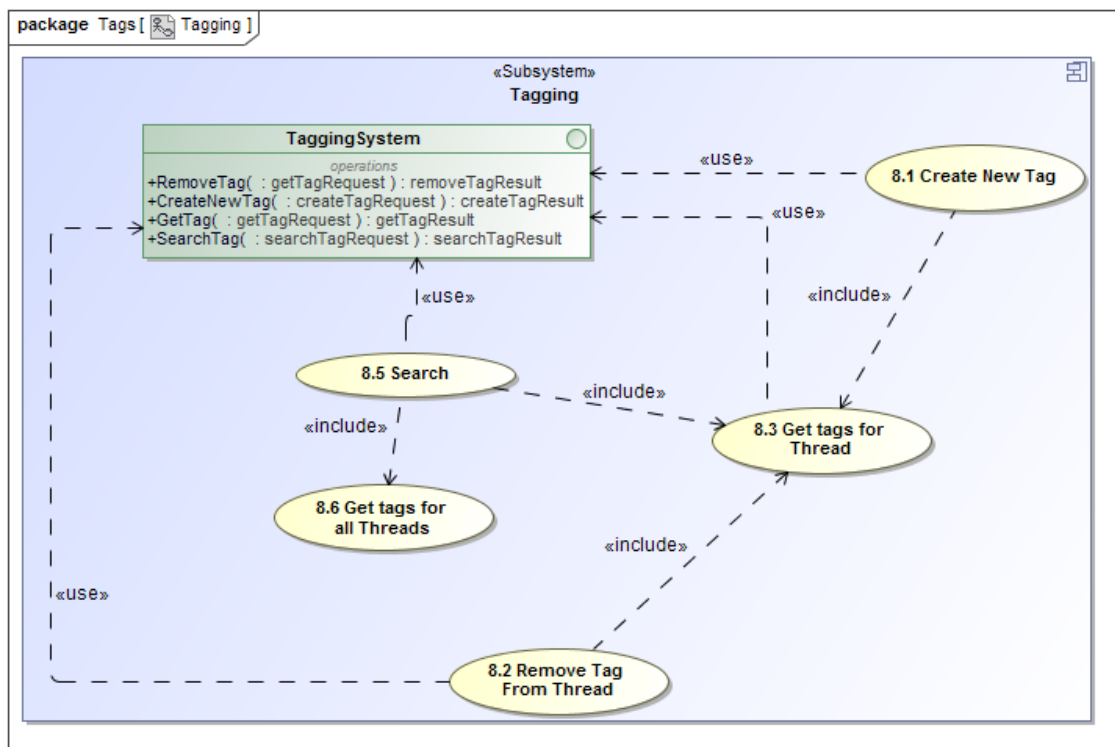 package Tags [ Tagging ]
«Subsystem»
Tagging
TaggingSystem
operations
+RemoveTag( : getTagRequest ) : removeTagResult
+CreateNewTag( : createTagRequest ) : createTagResult
+GetTag( : getTagRequest ) : getTagResult
+SearchTag( : searchTagRequest ) : searchTagResult
«use»
8.1 Create New Tag
«use»
«include»
«use»
8.5 Search
«include»
«include»
8.3 Get tags for
Thread
8.6 Get tags for
all Threads
«include»
«use»
8.2 Remove Tag
From Thread